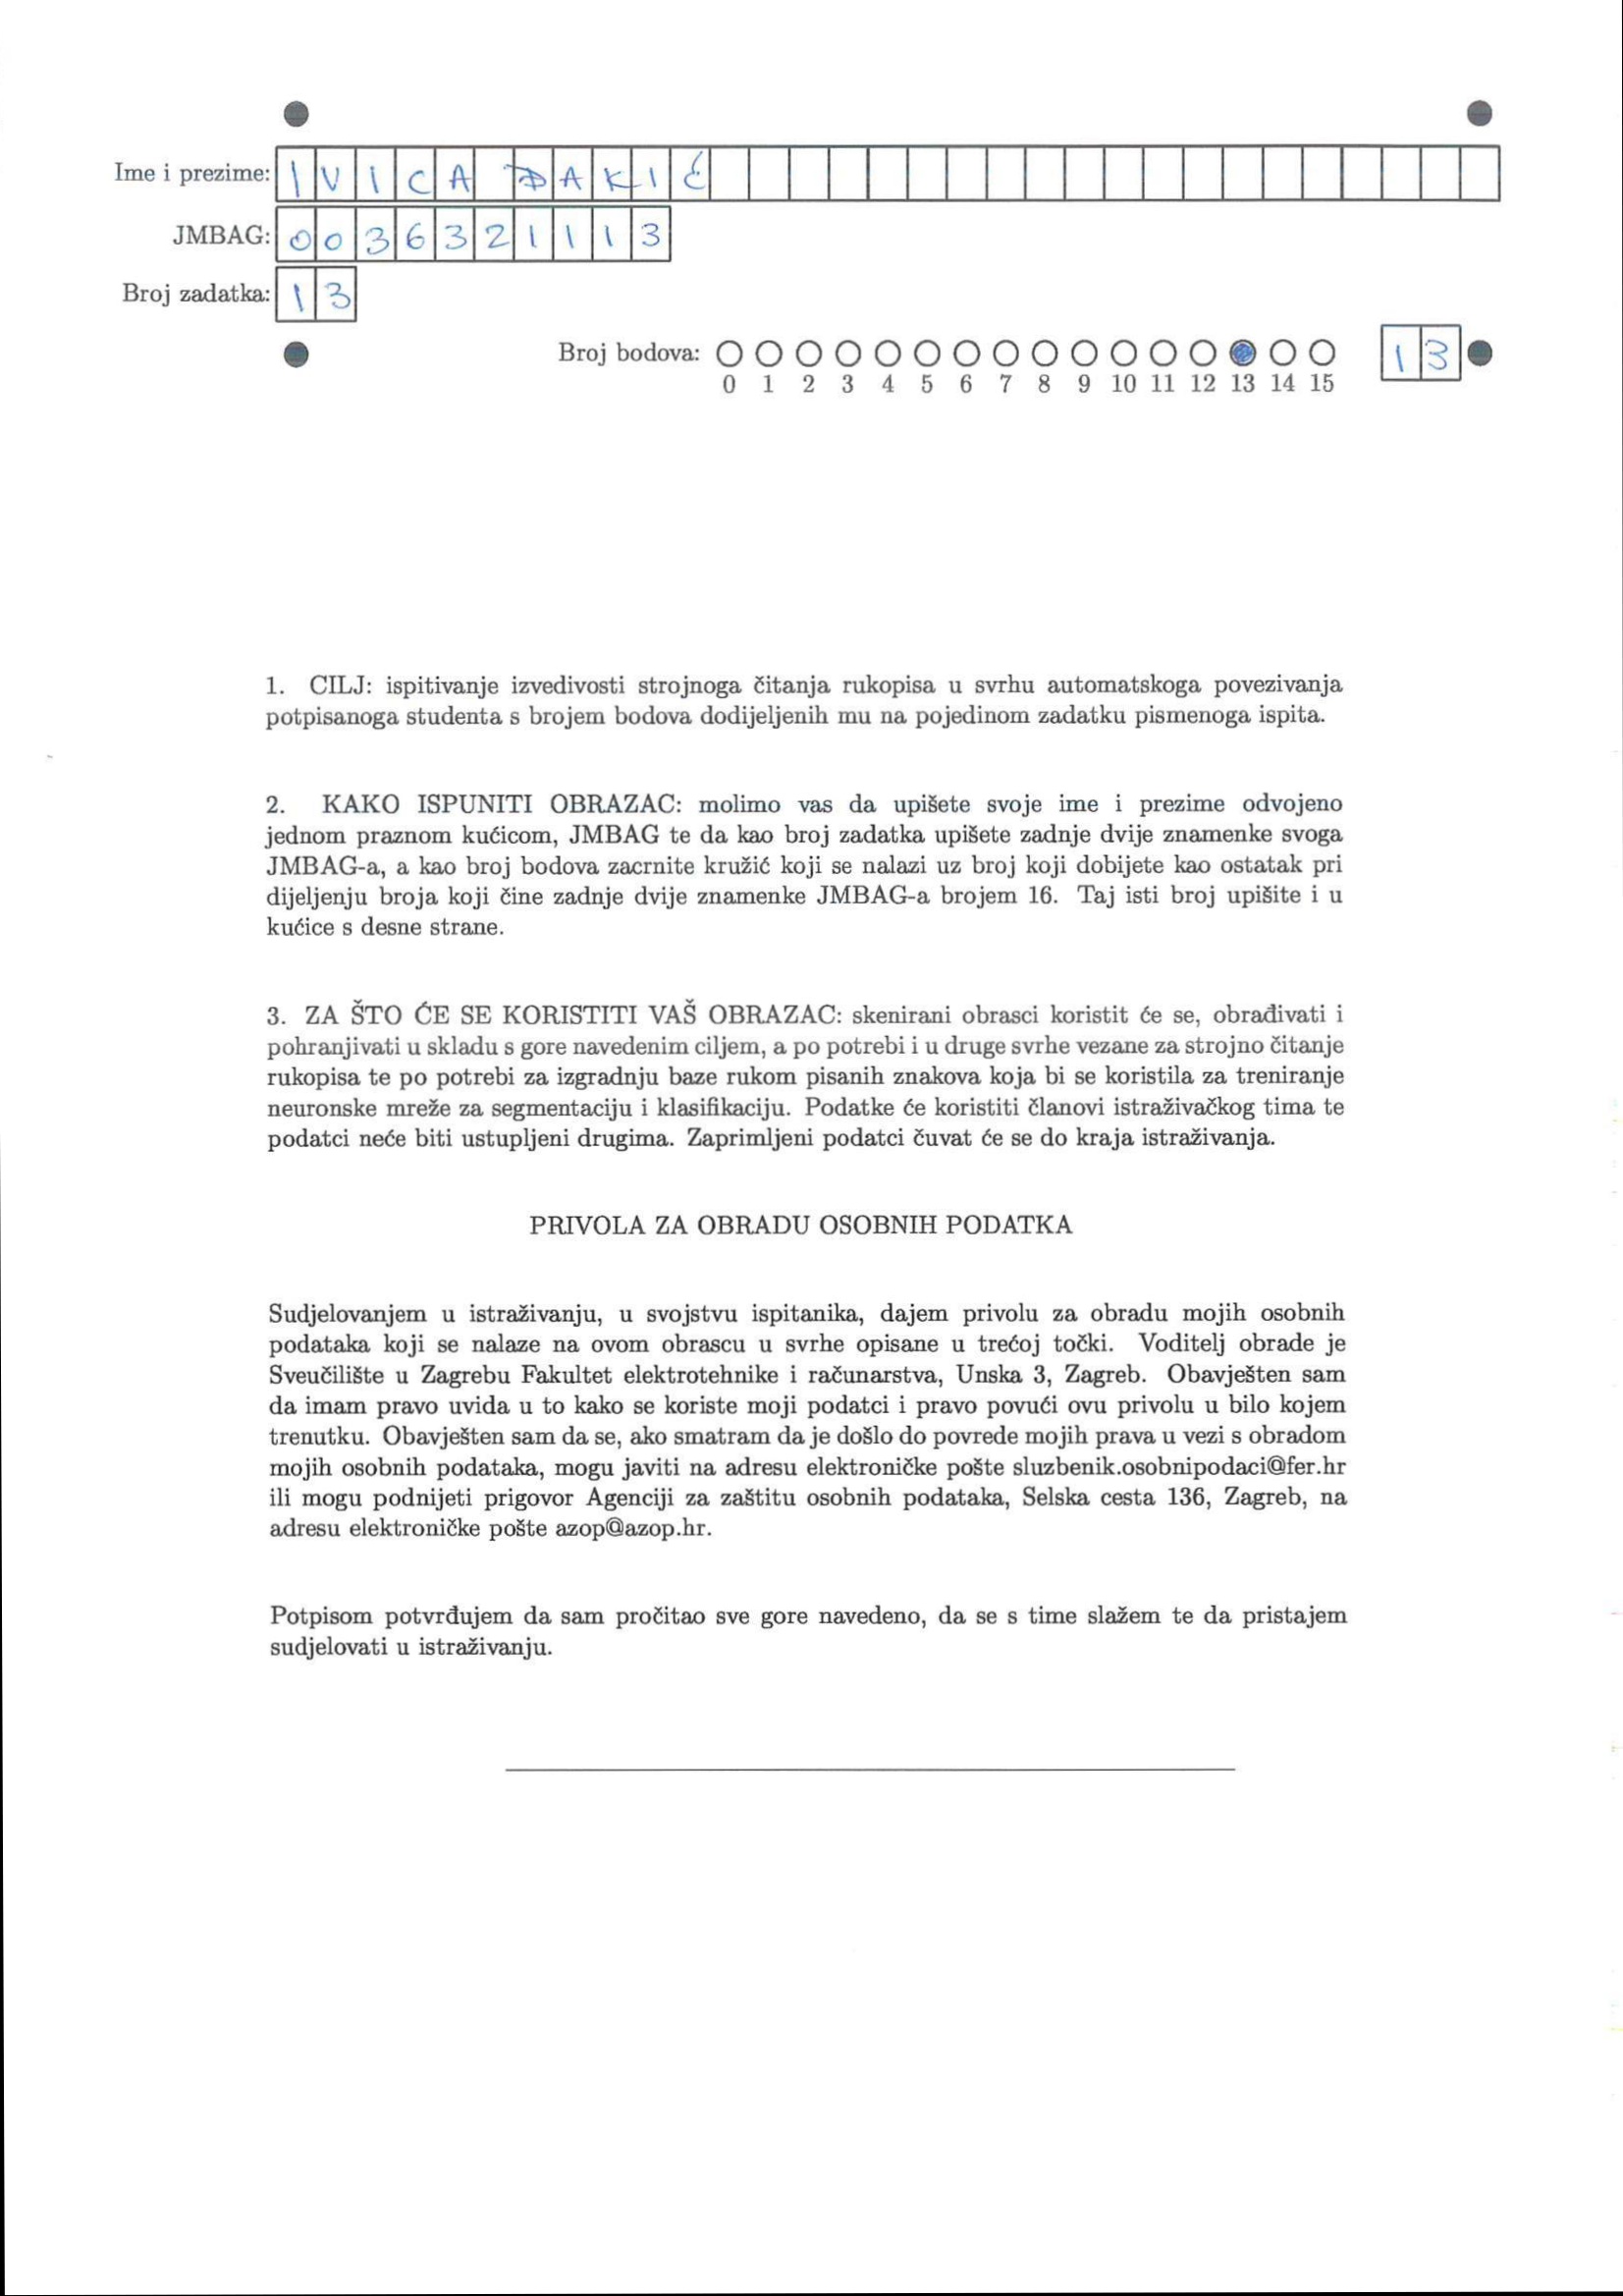 Ime i prezime: IVICA ĐAKIĆ
JMBAG: 0036321113
Broj zadatka: 13
Broj bodova: 13
0 1 2 3 4 5 6 7 8 9 10 11 12 13 14 15
1. CILJ: ispitivanje izvedivosti strojnoga čitanja rukopisa u svrhu automatskoga povezivanja
potpisanoga studenta s brojem bodova dodijeljenih mu na pojedinom zadatku pismenoga ispita.
2. KAKO ISPUNITI OBRAZAC: molimo vas da upišete svoje ime i prezime odvojeno
jednom praznom kućicom, JMBAG te da kao broj zadatka upišete zadnje dvije znamenke svoga
JMBAG-a, a kao broj bodova zacrnite kružić koji se nalazi uz broj koji dobijete kao ostatak pri
dijeljenju broja koji čine zadnje dvije znamenke JMBAG-a brojem 16. Taj isti broj upišite i u
kućice s desne strane.
3. ZA ŠTO ĆE SE KORISTITI VAŠ OBRAZAC: skenirani obrasci koristit će se, obrađivati i
pohranjivati u skladu s gore navedenim ciljem, a po potrebi i u druge svrhe vezane za strojno čitanje
rukopisa te po potrebi za izgradnju baze rukom pisanih znakova koja bi se koristila za treniranje
neuronske mreže za segmentaciju i klasifikaciju. Podatke će koristiti članovi istraživačkog tima te
podatci neće biti ustupljeni drugima. Zaprimljeni podatci čuvat će se do kraja istraživanja.
PRIVOLA ZA OBRADU OSOBNIH PODATKA
Sudjelovanjem u istraživanju, u svojstvu ispitanika, dajem privolu za obradu mojih osobnih
podataka koji se nalaze na ovom obrascu u svrhe opisane u trećoj točki. Voditelj obrade je
Sveučilište u Zagrebu Fakultet elektrotehnike i računarstva, Unska 3, Zagreb. Obavješten sam
da imam pravo uvida u to kako se koriste moji podatci i pravo povući ovu privolu u bilo kojem
trenutku. Obavješten sam da se, ako smatram da je došlo do povrede mojih prava u vezi s obradom
mojih osobnih podataka, mogu javiti na adresu elektroničke pošte sluzbenik.osobnipodaci@fer.hr
ili mogu podnijeti prigovor Agenciji za zaštitu osobnih podataka, Selska cesta 136, Zagreb, na
adresu elektroničke pošte azop@azop.hr.
Potpisom potvrđujem da sam pročitao sve gore navedeno, da se s time slažem te da pristajem
sudjelovati u istraživanju.